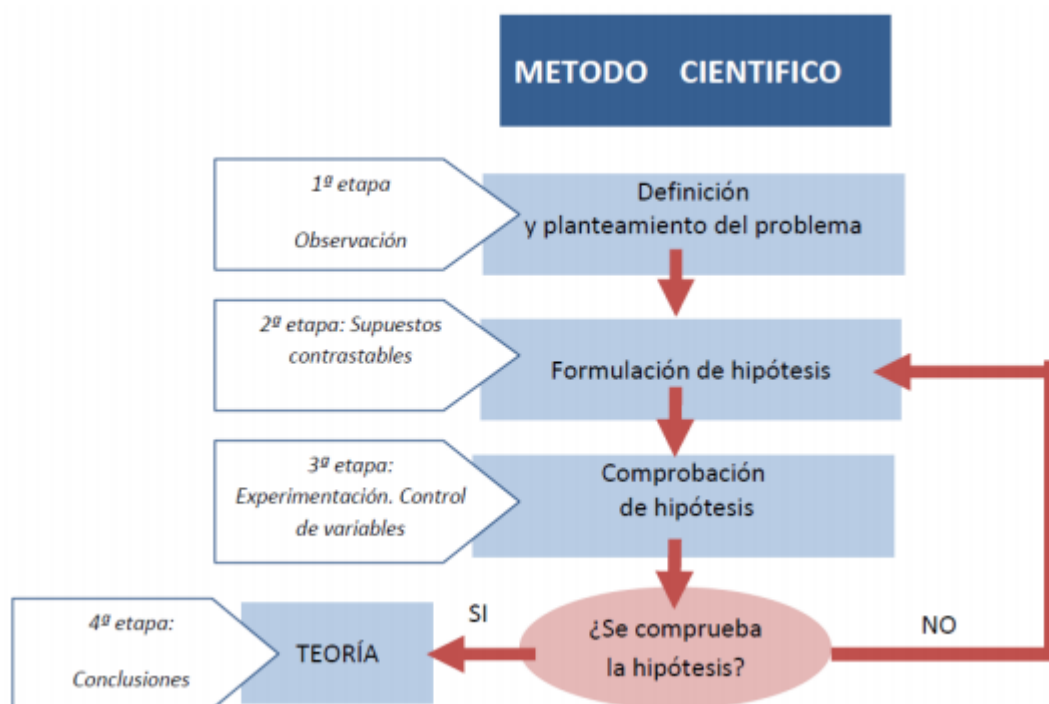 METODO CIENTIFICO
1ª etapa
Observación
Definición
y planteamiento del problema
2ª etapa: Supuestos
contrastables
Formulación de hipótesis
3ª etapa:
Experimentación. Control
de variables
Comprobación
de hipótesis
4ª etapa:
Conclusiones
TEORÍA
SI
¿Se comprueba
la hipótesis?
NO